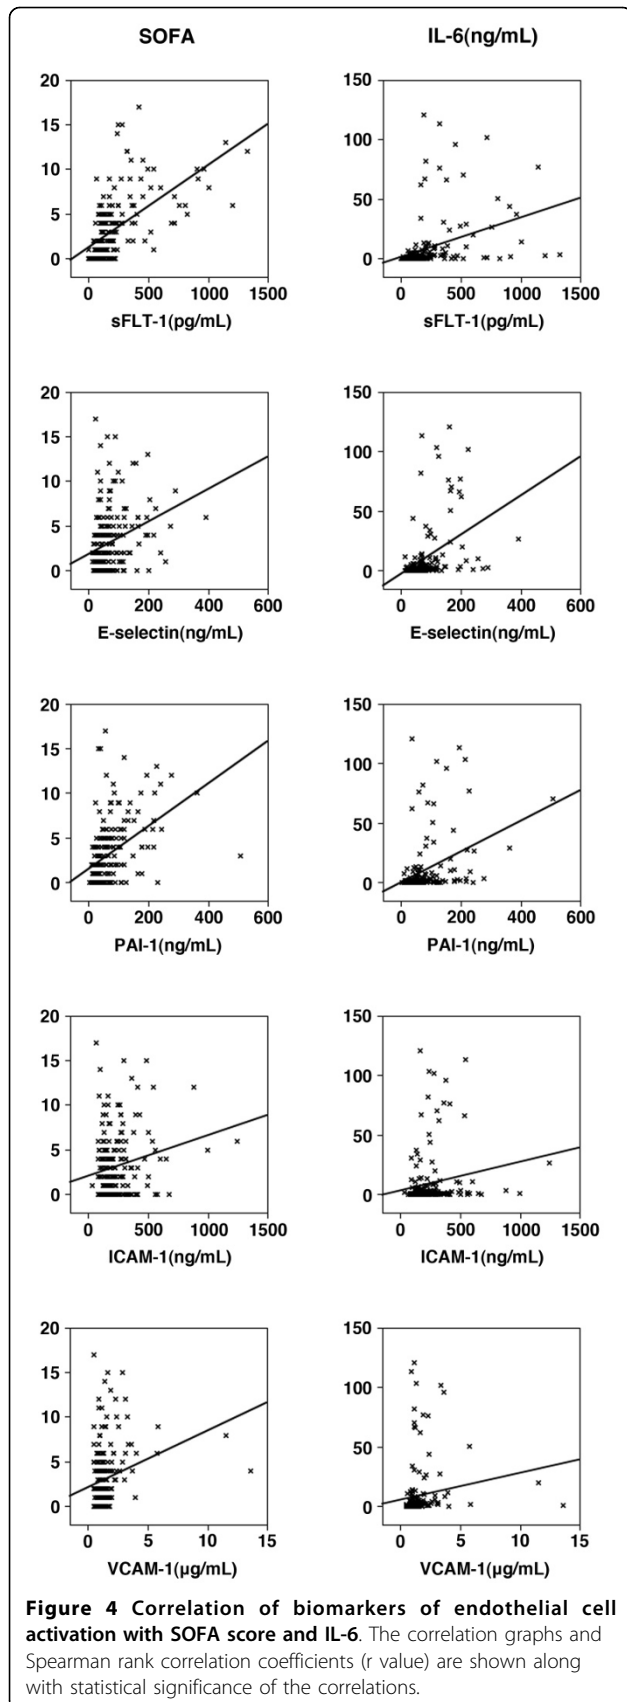 SOFA IL-6(ng/mL)
20 150
15
100
10
50
5
0 0
0 500 1000 1500 0 500 1000 1500
sFLT-1(pg/mL) sFLT-1(pg/mL)
20 150
15
100
10
50
5
0 0
0 200 400 600 0 200 400 600
E-selectin(ng/mL) E-selectin(ng/mL)
20 150
15
100
10
50
5
0 0
0 200 400 600 0 200 400 600
PAI-1(ng/mL) PAI-1(ng/mL)
20 150
15
100
10
50
5
0 0
0 500 1000 1500 0 500 1000 1500
ICAM-1(ng/mL) ICAM-1(ng/mL)
20 150
15
100
10
50
5
0 0
0 5 10 15 0 5 10 15
VCAM-1(µg/mL) VCAM-1(µg/mL)
Figure 4 Correlation of biomarkers of endothelial cell
activation with SOFA score and IL-6. The correlation graphs and
Spearman rank correlation coefficients (r value) are shown along
with statistical significance of the correlations.